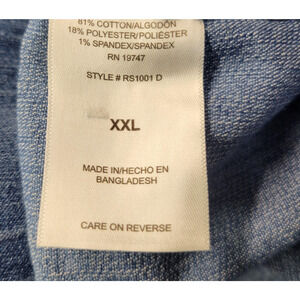 81% COTTON/ALGODÓN
18% POLYESTER/POLIÉSTER
1% SPANDEX/SPANDEX
RN 19747
STYLE # RS1001 D
XXL
MADE IN/HECHO EN
BANGLADESH
CARE ON REVERSE